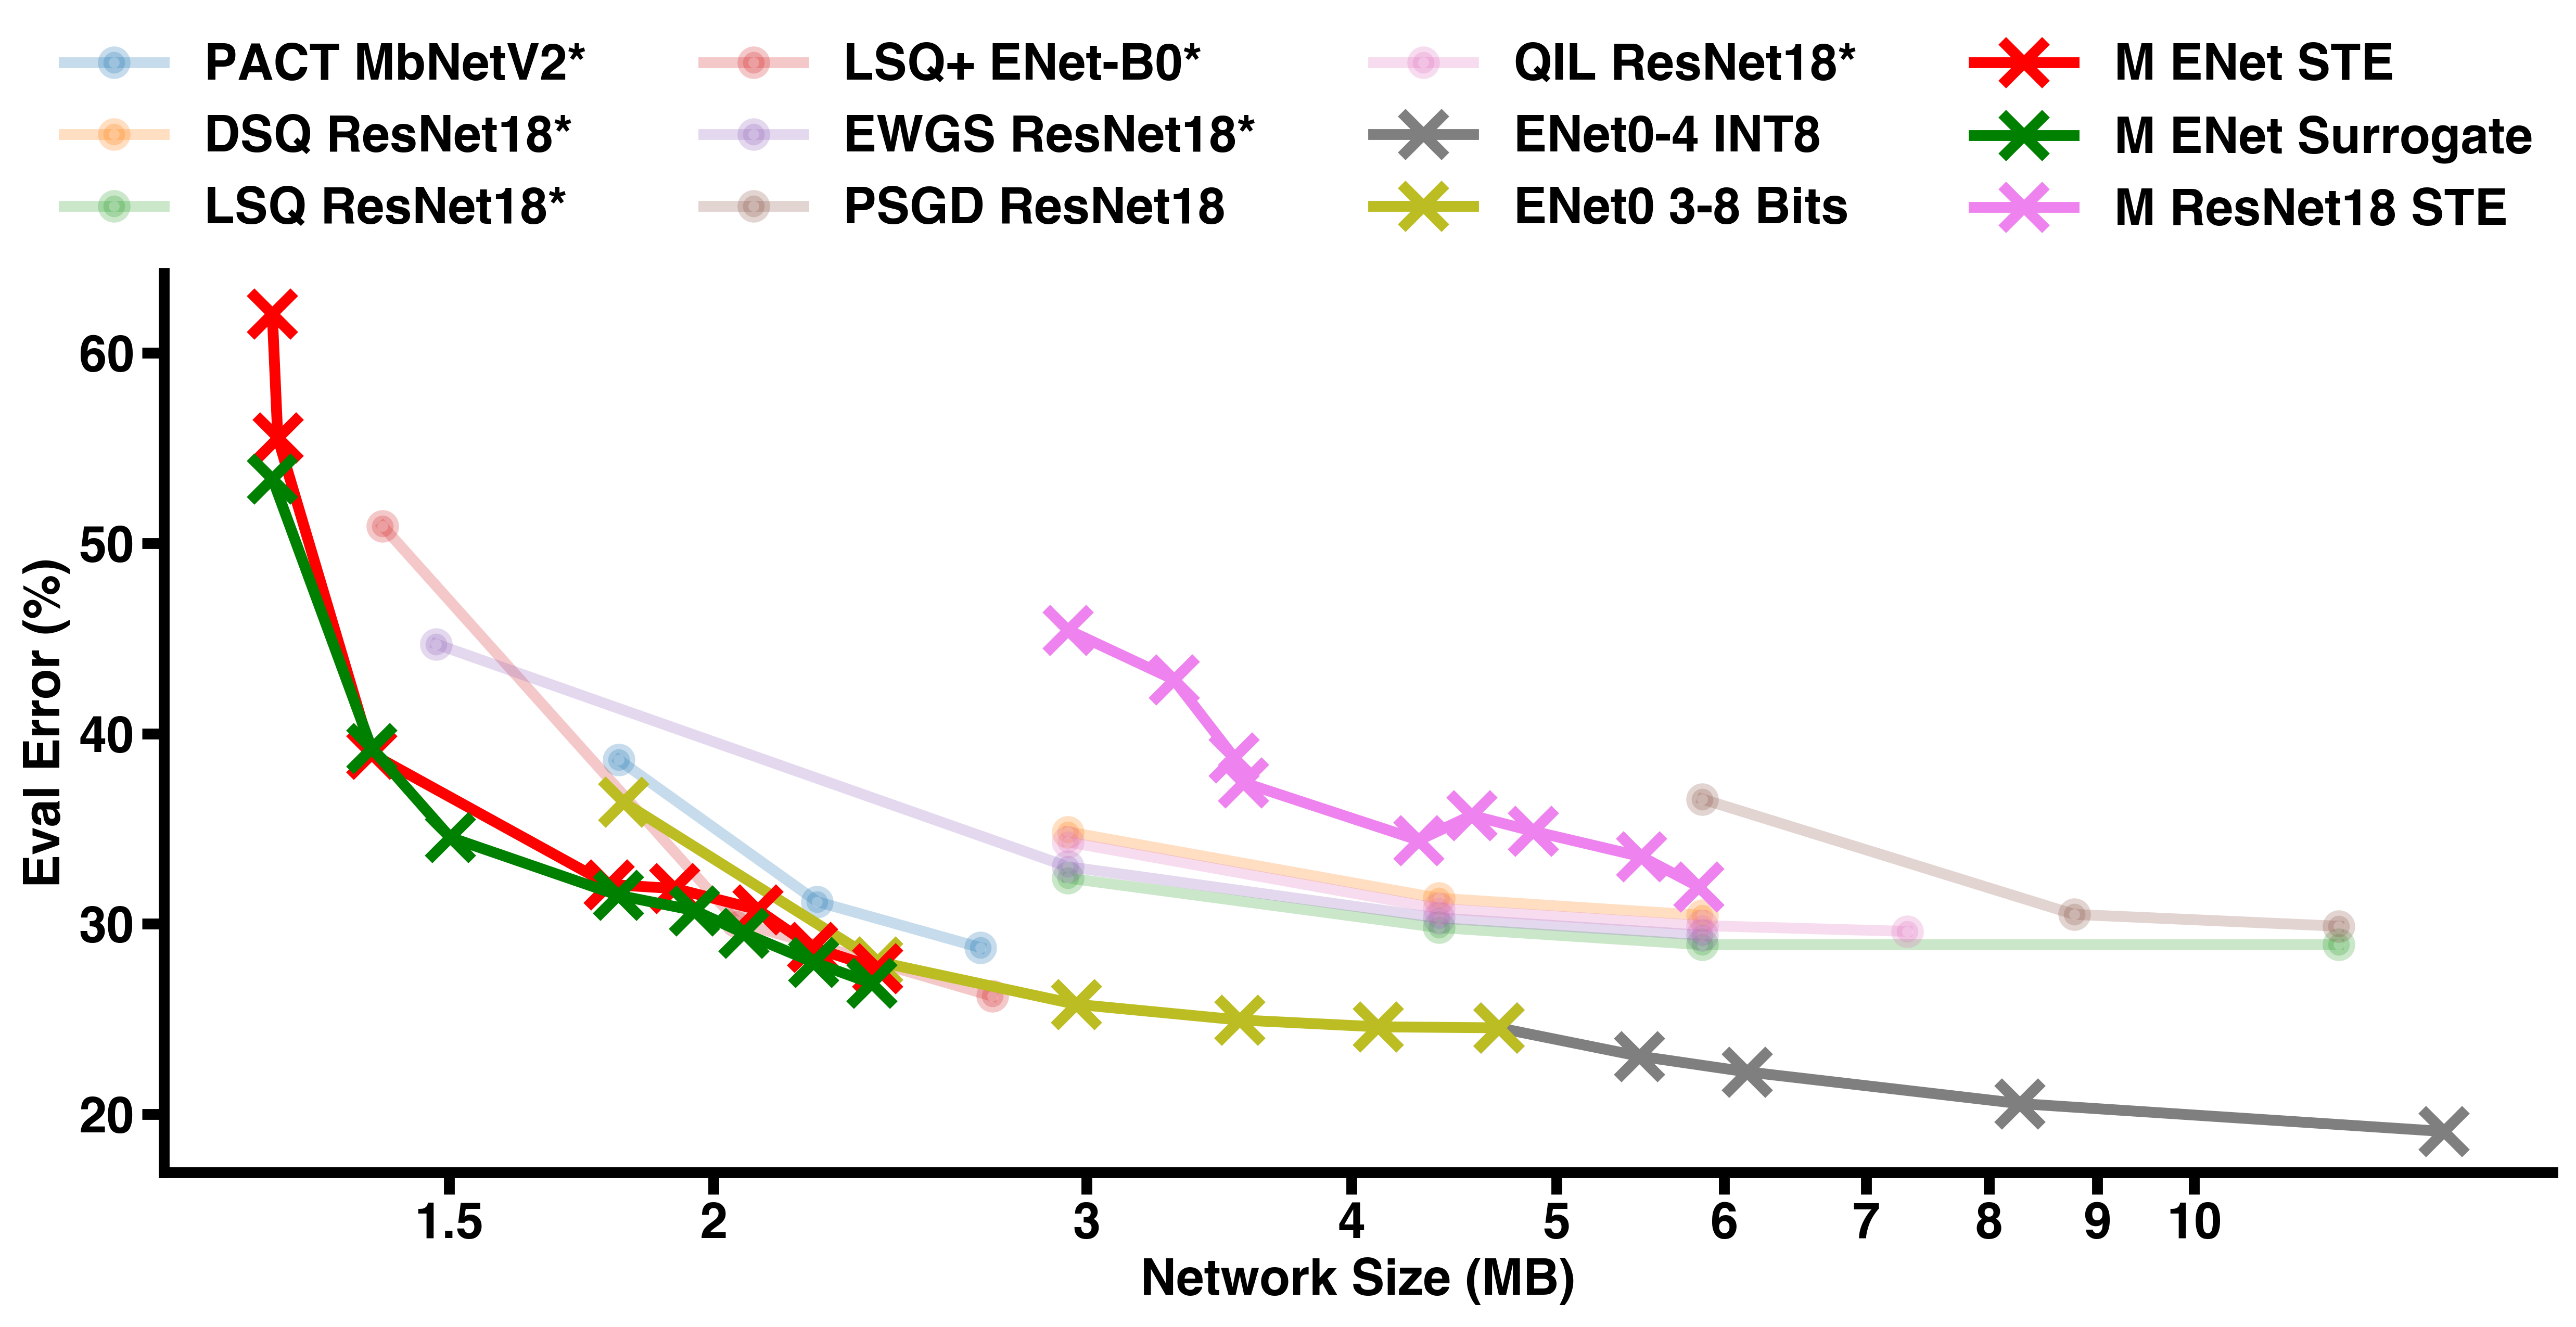 PACT MbNetV2* LSQ+ ENet-B0* QIL ResNet18* M ENet STE
DSQ ResNet18* EWGS ResNet18* ENet0-4 INT8 M ENet Surrogate
LSQ ResNet18* PSGD ResNet18 ENet0 3-8 Bits M ResNet18 STE
60
50
40
30
20
Eval Error (%)
1.5 2 3 4 5 6 7 8 9 10
Network Size (MB)